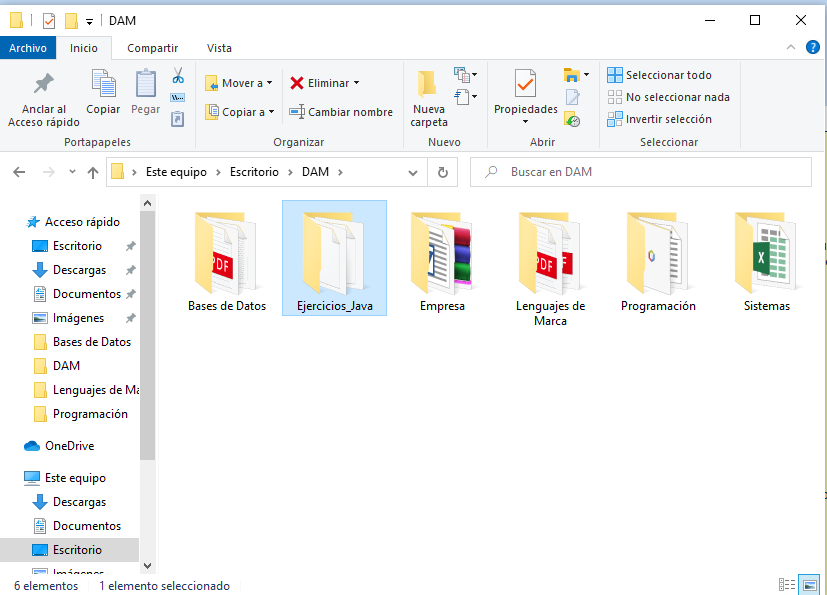 DAM
Archivo
Inicio
Compartir
Vista
Anclar al
Acceso rápido
Copiar
Pegar
Portapapeles
Mover a
Copiar a
Eliminar
Cambiar nombre
Organizar
Nueva
carpeta
Nuevo
Propiedades
Abrir
Seleccionar todo
No seleccionar nada
Invertir selección
Seleccionar
Este equipo > Escritorio > DAM >
Buscar en DAM
Acceso rápido
Escritorio
Descargas
Documentos
Imágenes
Bases de Datos
DAM
Lenguajes de Ma
Programación
OneDrive
Este equipo
Descargas
Documentos
Escritorio
Imágenes
PDF
Bases de Datos
Ejercicios_Java
Empresa
PDF
Lenguajes de
Marca
Programación
X
Sistemas
6 elementos
1 elemento seleccionado